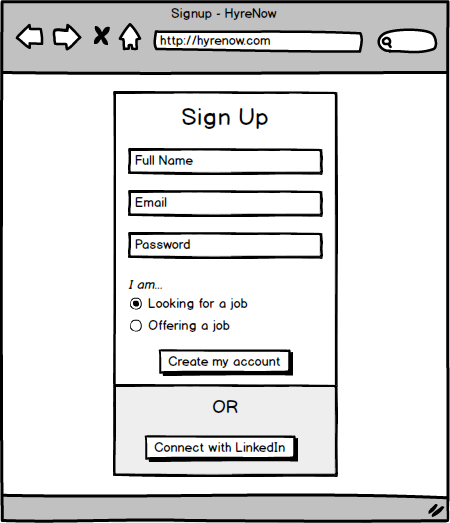 Signup - HyreNow
http://hyrenow.com
Sign Up
Full Name
Email
Password
I am...
Looking for a job
Offering a job
Create my account
OR
Connect with LinkedIn